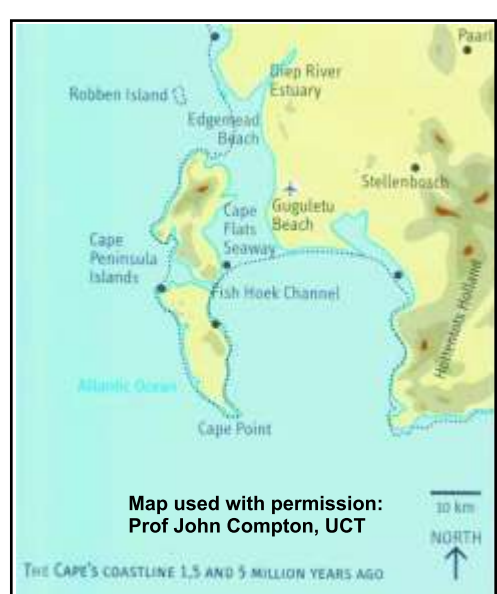 Paarl
Diep River
Estuary
Robben Island
Edgemead
Beach
Stellenbosch
Cape
Flats
Seaway
Guguletu
Beach
Cape
Peninsula
Islands
Fish Hoek Channel
Hottentots Holland
Atlantic Ocean
Cape Point
Map used with permission:
Prof John Compton, UCT
10 km
NORTH
THE CAPE'S COASTLINE 1,5 AND 5 MILLION YEARS AGO